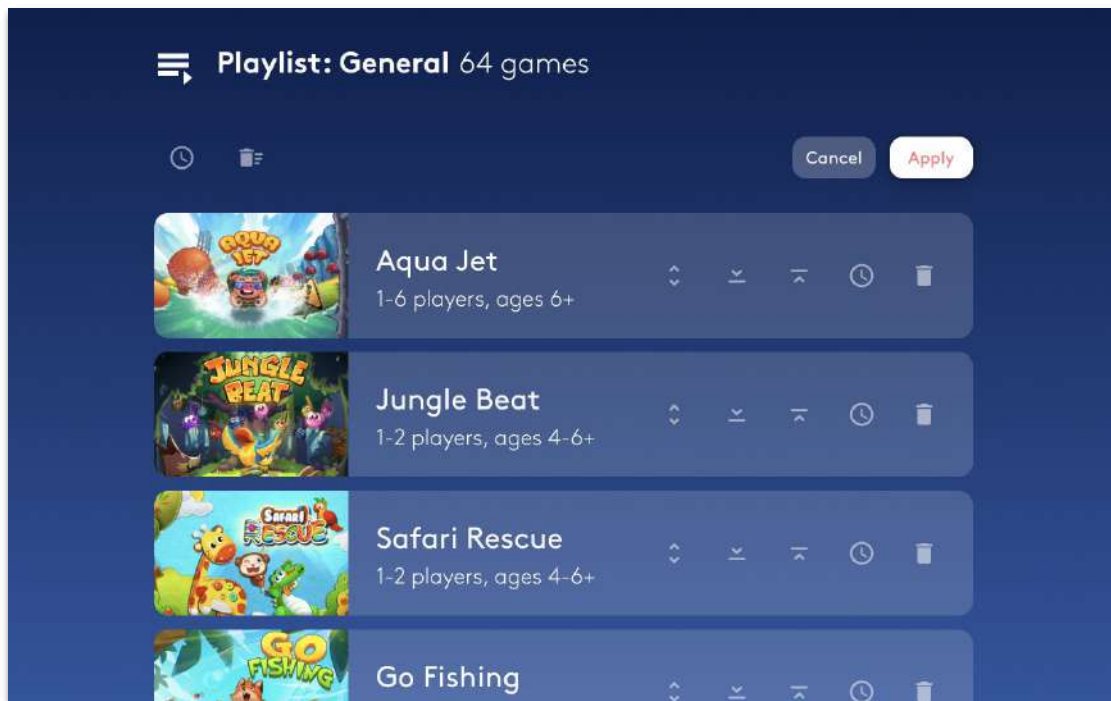 Playlist: General 64 games
Cancel
Apply
AQUA
JET
Aqua Jet
1-6 players, ages 6+
JUNGLE
BEAT
Jungle Beat
1-2 players, ages 4-6+
SAFARI
RESCUE
Safari Rescue
1-2 players, ages 4-6+
GO
FISHING
Go Fishing